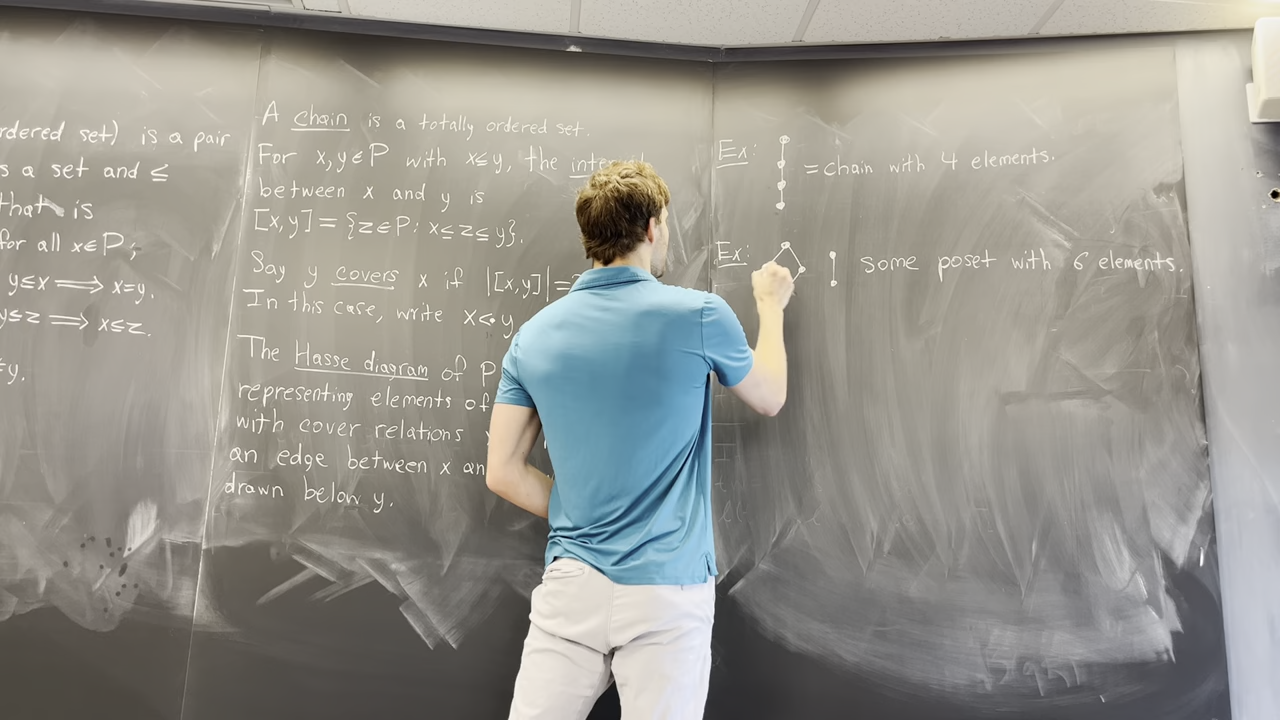 rdered set) is a pair
s a set and ≤
that is
for all x∈P;
y≤x ⟹ x=y.
y≤z ⟹ x≤z.
=y.
A chain is a totally ordered set.
For x,y∈P with x≤y, the
between x and y is
[x,y] = {z∈P: x≤z≤y}.
Say y covers x if |[x,y]|=
In this case, write x⋖y
The Hasse diagram of P
representing elements of
with cover relations
an edge between x an
drawn below y.
Ex: = chain with 4 elements.
Ex: some poset with 6 elements.